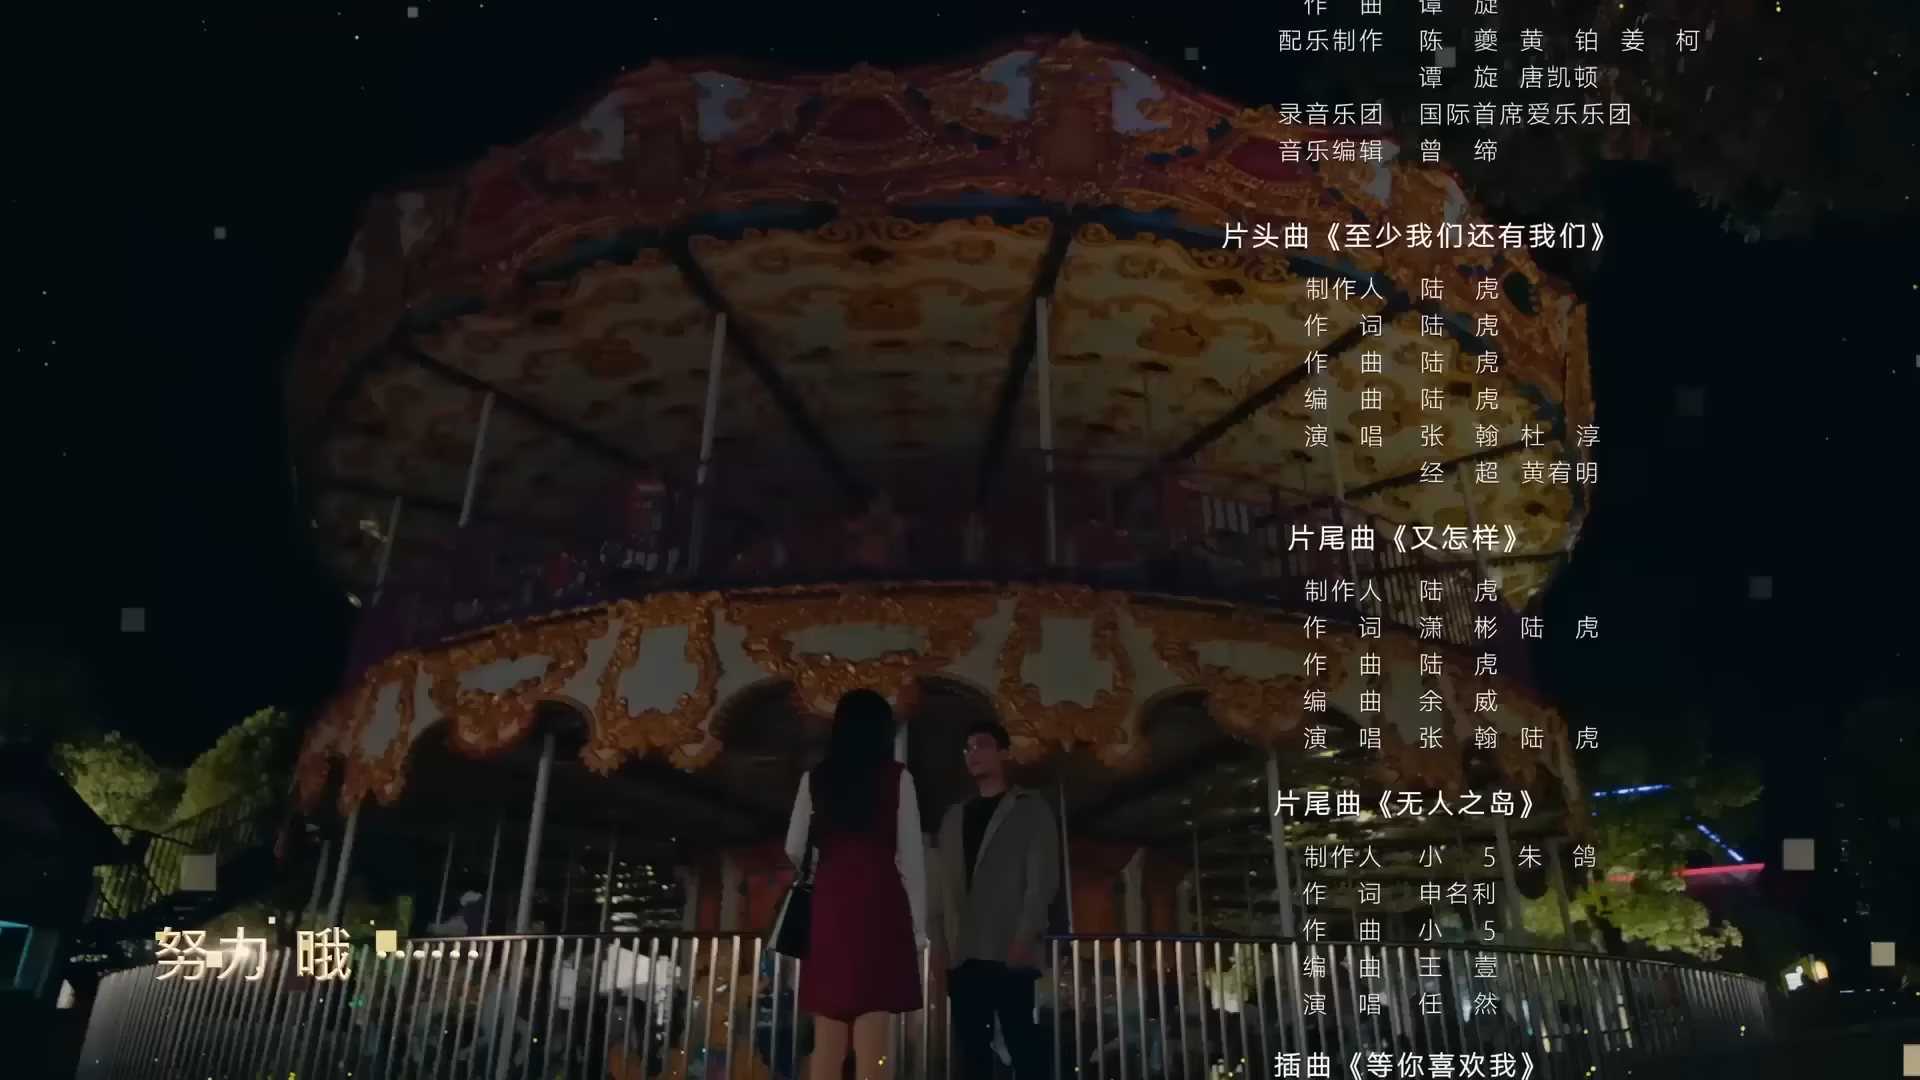 作 曲 谭 旋
配乐制作 陈 夔 黄 铂 姜 柯
谭 旋 唐凯顿
录音乐团 国际首席爱乐乐团
音乐编辑 曾 缔
片头曲《至少我们还有我们》
制作人 陆 虎
作 词 陆 虎
作 曲 陆 虎
编 曲 陆 虎
演 唱 张 翰 杜 淳
经 超 黄宥明
片尾曲《又怎样》
制作人 陆 虎
作 词 潇 彬 陆 虎
作 曲 陆 虎
编 曲 余 威
演 唱 张 翰 陆 虎
片尾曲《无人之岛》
制作人 小 5 朱 鸽
作 词 申名利
作 曲 小 5
编 曲 王 壹
演 唱 任 然
插曲《等你喜欢我》
努力 哦 ......